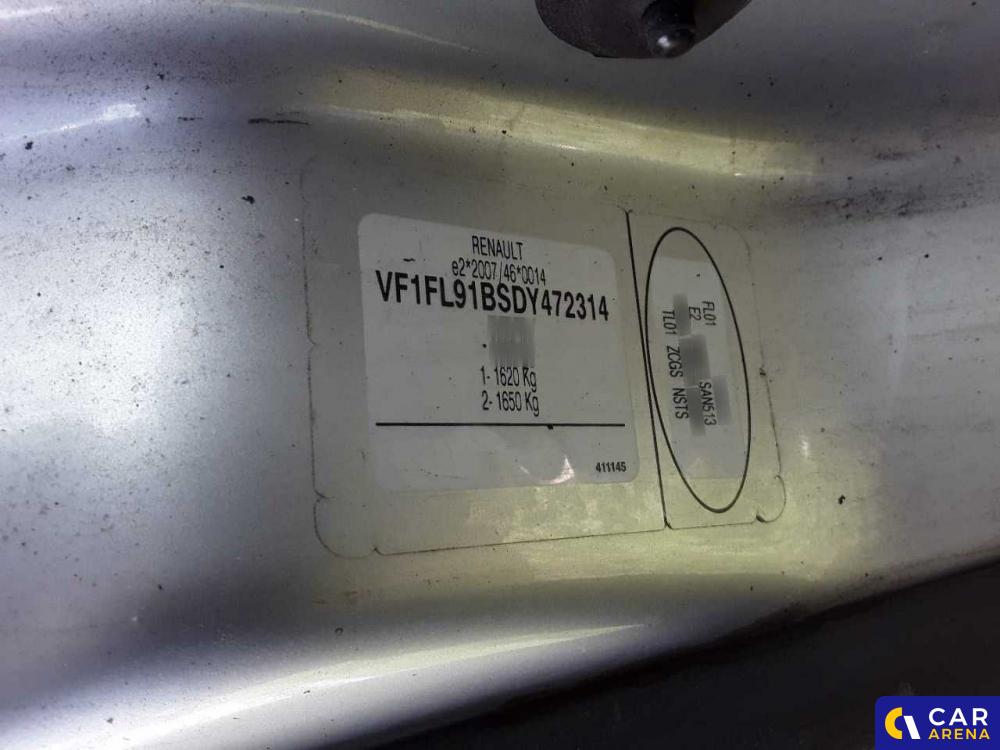 RENAULT
e2*2007/46*0014
VF1FL91BSDY472314
1- 1620 Kg
2- 1650 Kg
411145
FL01 SAN513
E2
TL01 ZCGS NSTS
CAR
ARENA